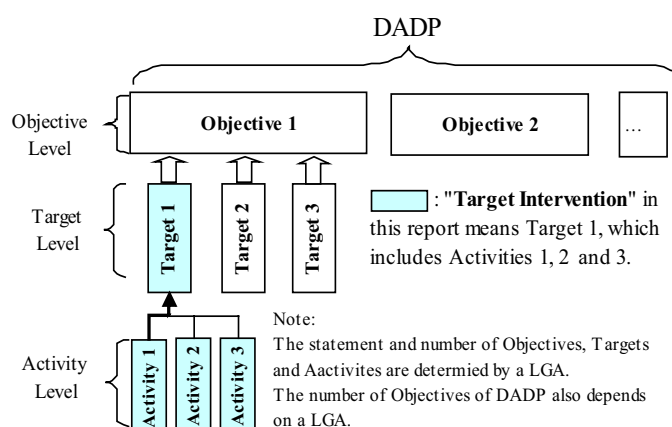 DADP
Objective
Level
Objective 1
Objective 2
...
Target
Level
Target 1
Target 2
Target 3
: "Target Intervention" in
this report means Target 1, which
includes Activities 1, 2 and 3.
Activity
Level
Activity 1
Activity 2
Activity 3
Note:
The statement and number of Objectives, Targets
and Aactivites are determied by a LGA.
The number of Objectives of DADP also depends
on a LGA.